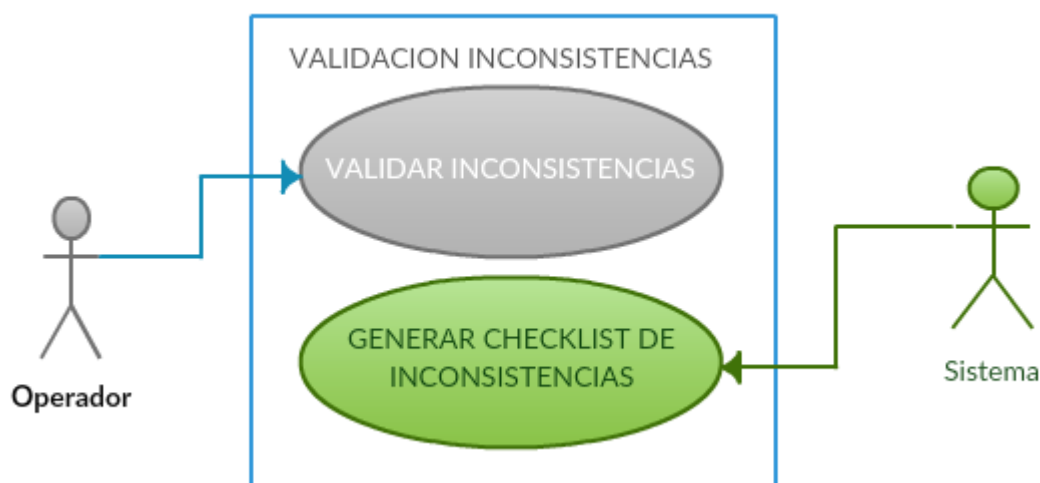 VALIDACION INCONSISTENCIAS
VALIDAR INCONSISTENCIAS
GENERAR CHECKLIST DE
INCONSISTENCIAS
Operador
Sistema